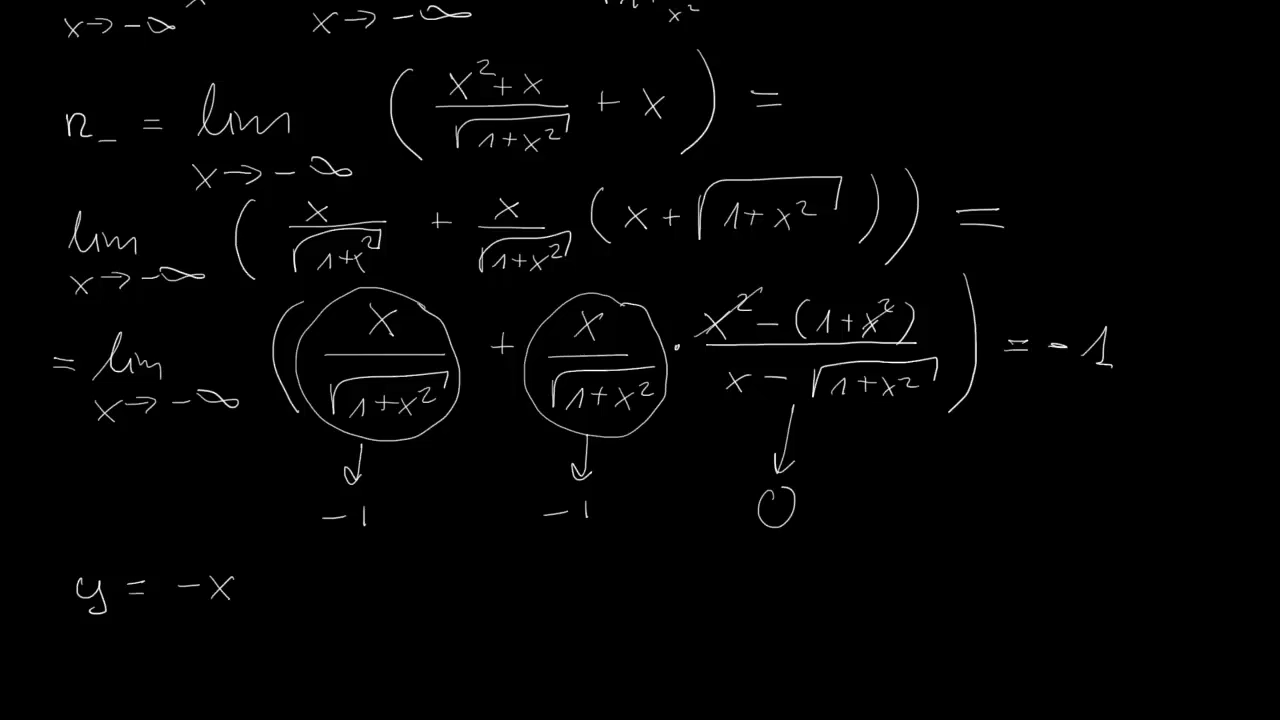 x→-∞ x→-∞ x²
n₋ = lim x→-∞ ( (x²+x)/√(1+x²) + x ) =
lim x→-∞ ( x/√(1+x²) + x/√(1+x²) (x+√(1+x²)) ) =
= lim x→-∞ ( x/√(1+x²) + x/√(1+x²) · (x²-(1+x²))/(x-√(1+x²)) ) = -1
-1 -1 0
y = -x